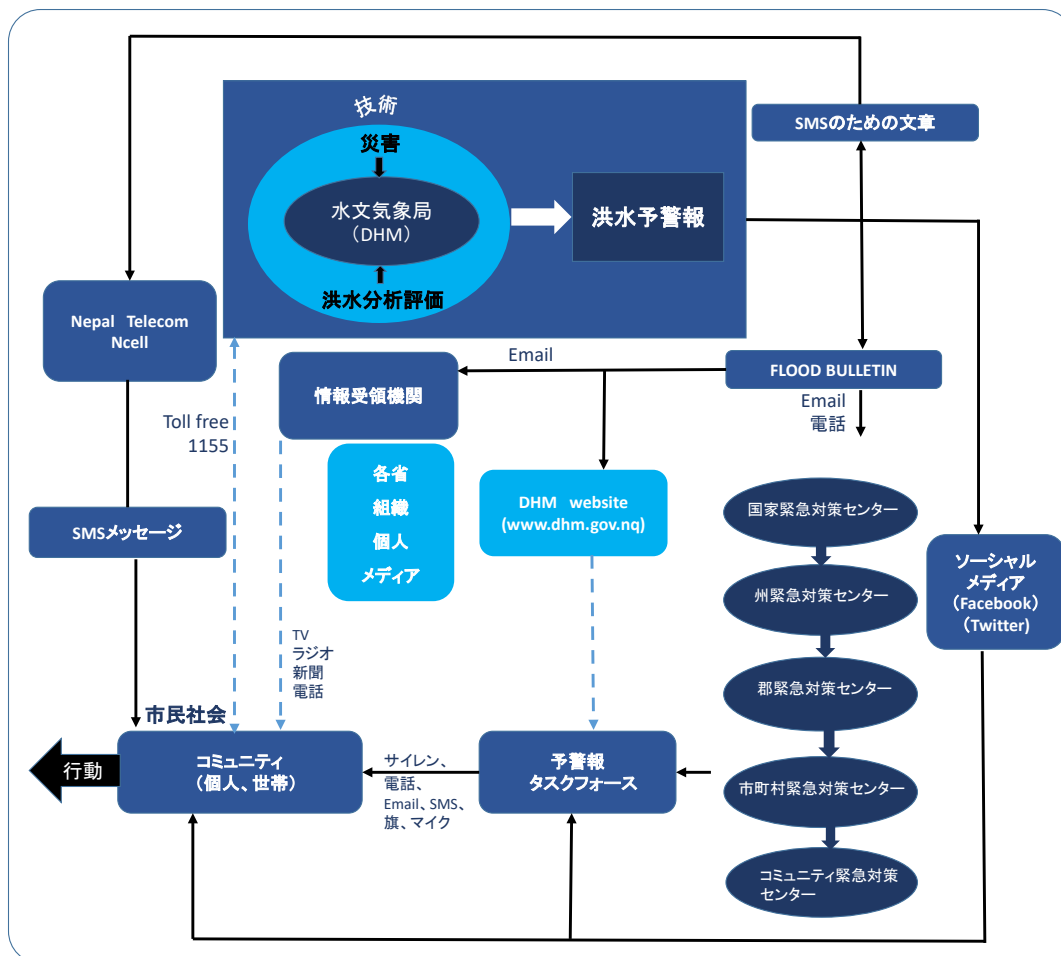 技術
災害
水文気象局
（DHM）
洪水分析評価
洪水予警報
SMSのための文章
Nepal Telecom
Ncell
Toll free
1155
情報受領機関
Email
FLOOD BULLETIN
Email
電話
各省
組織
個人
メディア
DHM website
(www.dhm.gov.nq)
国家緊急対策センター
州緊急対策センター
郡緊急対策センター
市町村緊急対策センター
コミュニティ緊急対策
センター
ソーシャル
メディア
（Facebook）
（Twitter)
SMSメッセージ
TV
ラジオ
新聞
電話
市民社会
行動
コミュニティ
（個人、世帯）
サイレン、
電話、
Email、SMS、
旗、マイク
予警報
タスクフォース